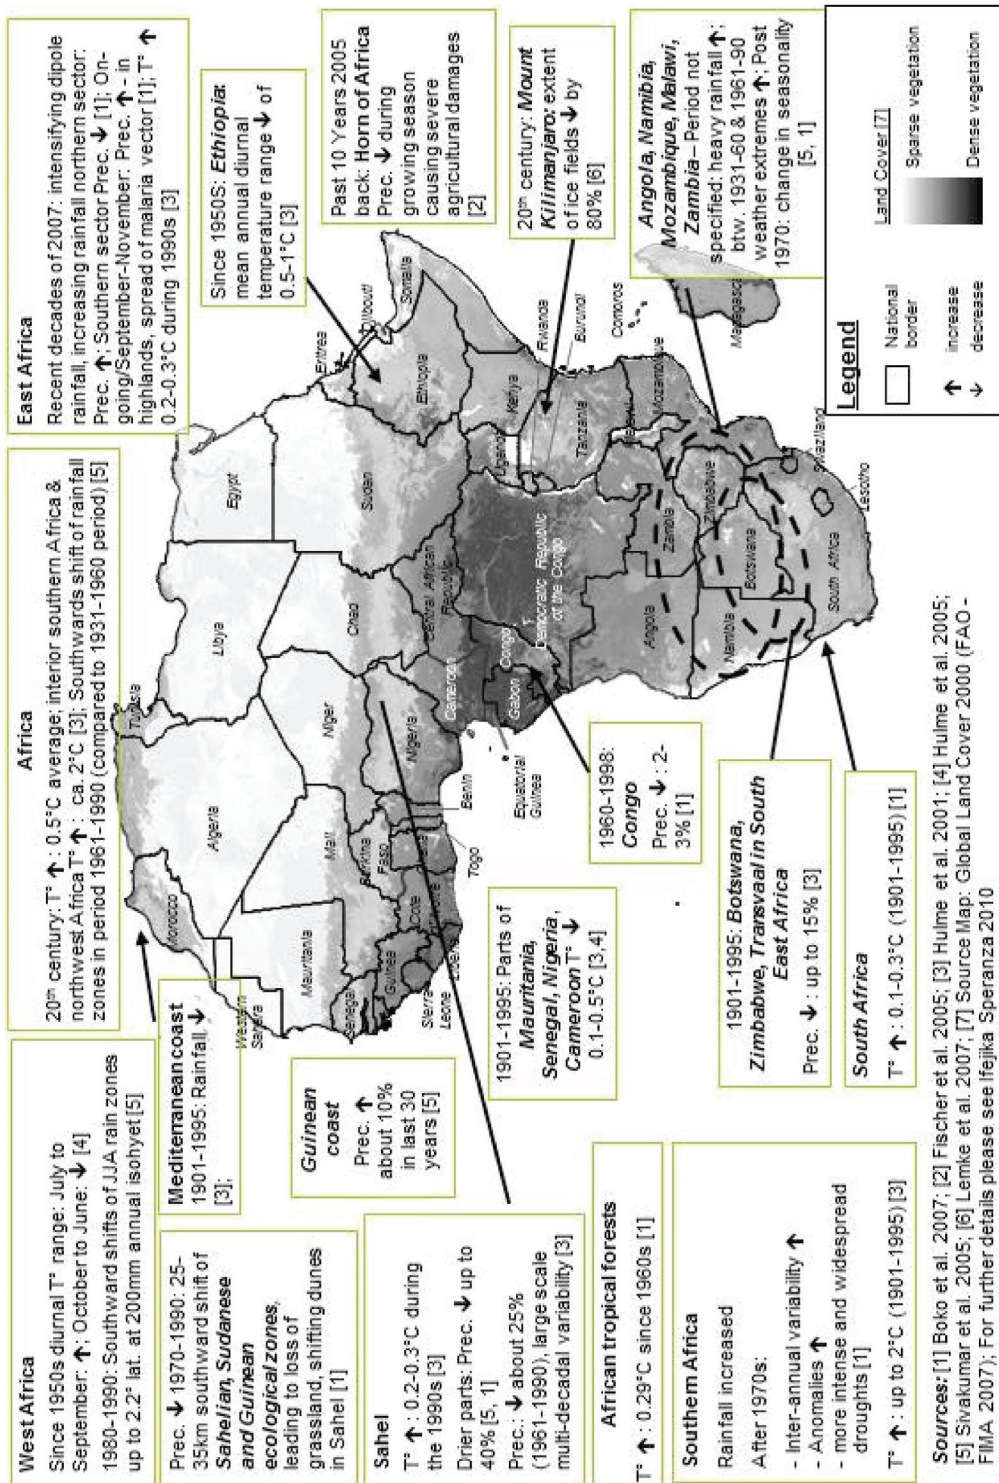 West Africa
Since 1950s diurnal T° range: July to
September: ↑; October to June: ↓ [4]
1980-1990: Southward shifts of JJA rain zones
up to 2.2° lat. at 200mm annual isohyet [5]
Africa
20th century: T° ↑: 0.5°C average; interior southern Africa &
northwest Africa T° ↑: ca. 2°C [3]; Southwards shift of rainfall
zones in period 1961-1990 (compared to 1931-1960 period) [5]
East Africa
Recent decades of 2007: intensifying dipole
rainfall, increasing rainfall northern sector:
Prec. ↑; Southern sector Prec. ↓ [1]; On-
going/September-November: Prec. ↑ - in
highlands, spread of malaria vector [1]; T° ↑
0.2-0.3°C during 1990s [3]
Mediterranean coast
1901-1995: Rainfall ↓
[3];
Prec. ↓ 1970-1990: 25-
35km southward shift of
Sahelian, Sudanese
and Guinean
ecological zones,
leading to loss of
grassland, shifting dunes
in Sahel [1]
Guinean
coast
Prec. ↑
about 10%
in last 30
years [5]
Since 1950S: Ethiopia:
mean annual diurnal
temperature range ↓ of
0.5-1°C [3]
Past 10 Years 2005
back: Horn of Africa
Prec. ↓ during
growing season
causing severe
agricultural damages
[2]
Sahel
T° ↑: 0.2-0.3°C during
the 1990s [3]
Drier parts: Prec. ↓ up to
40% [5, 1]
Prec.: ↓ about 25%
(1961-1990), large scale
multi-decadal variability [3]
1901-1995: Parts of
Mauritania,
Senegal, Nigeria,
Cameroon T° ↓
0.1-0.5°C [3,4]
1960-1998:
Congo
Prec. ↓: 2-
3% [1]
20th century: Mount
Kilimanjaro: extent
of ice fields ↓ by
80% [6]
African tropical forests
T° ↑: 0.29°C since 1960s [1]
Southern Africa
Rainfall increased
After 1970s:
- Inter-annual variability ↑
- Anomalies ↑
- more intense and widespread
droughts [1]
T° ↑: up to 2°C (1901-1995) [3]
1901-1995: Botswana,
Zimbabwe, Transvaal in South
East Africa
Prec. ↓: up to 15% [3]
South Africa
T° ↑: 0.1-0.3°C (1901-1995) [1]
Angola, Namibia,
Mozambique, Malawi,
Zambia – Period not
specified: heavy rainfall ↑;
btw. 1931-60 & 1961-90
weather extremes ↑; Post
1970: change in seasonality
[5, 1]
Morocco
Tunisia
Algeria
Libya
Egypt
Western
Sahara
Mauritania
Mali
Niger
Chad
Sudan
Eritrea
Djibouti
Somalia
Ethiopia
Senegal
Guinea
Sierra
Leone
Liberia
Cote
Burkina
Faso
Togo
Benin
Nigeria
Cameroon
Central African
Republic
Equatorial
Guinea
Gabon
Congo
Democratic Republic
of the Congo
Uganda
Kenya
Rwanda
Burundi
Tanzania
Comoros
Angola
Zambia
Mozambique
Madagascar
Namibia
Botswana
Zimbabwe
South Africa
Swaziland
Lesotho
Legend
National
border
↑ increase
↓ decrease
Land Cover [7]
Sparse vegetation
Dense vegetation
Sources: [1] Boko et al. 2007; [2] Fischer et al. 2005; [3] Hulme et al. 2001; [4] Hulme et al. 2005;
[5] Sivakumar et al. 2005; [6] Lemke et al. 2007; [7] Source Map: Global Land Cover 2000 (FAO -
FIMA 2007); For further details please see Ifejika Speranza 2010